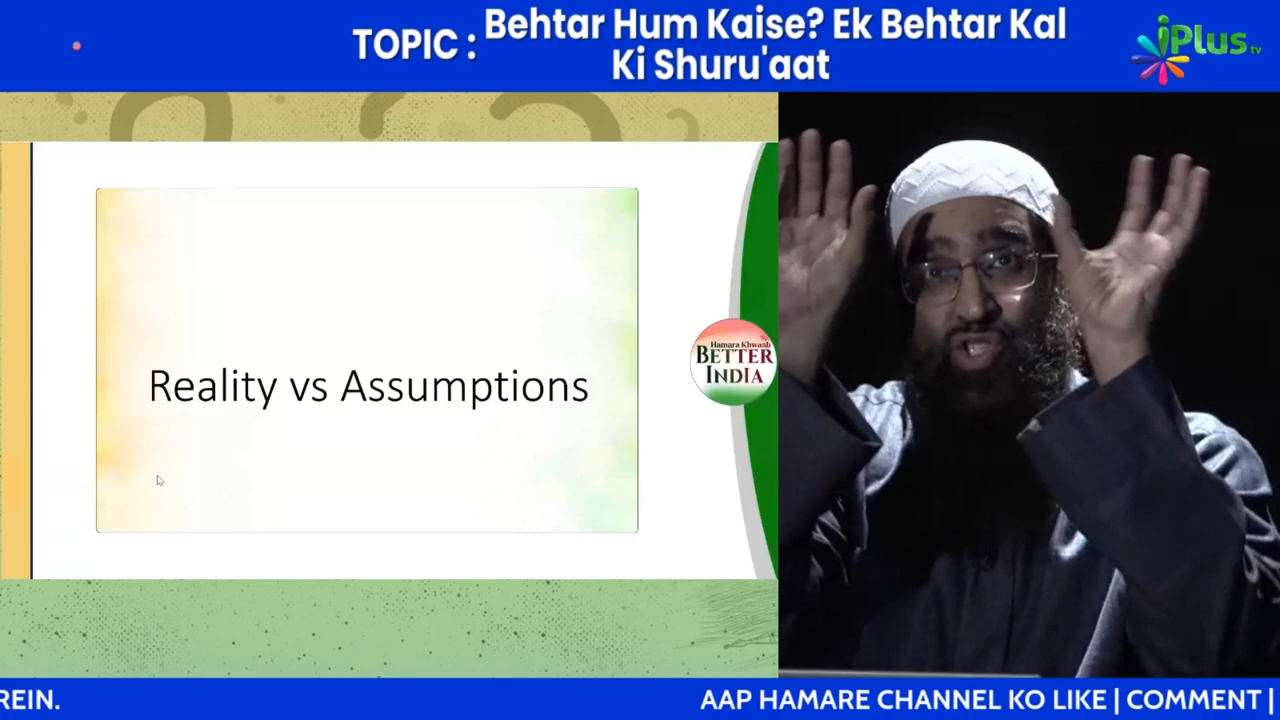 TOPIC : Behtar Hum Kaise? Ek Behtar Kal
Ki Shuru'aat
iPlus tv
Reality vs Assumptions
Hamara Khwaab
BETTER
INDIA
REIN.
AAP HAMARE CHANNEL KO LIKE | COMMENT |